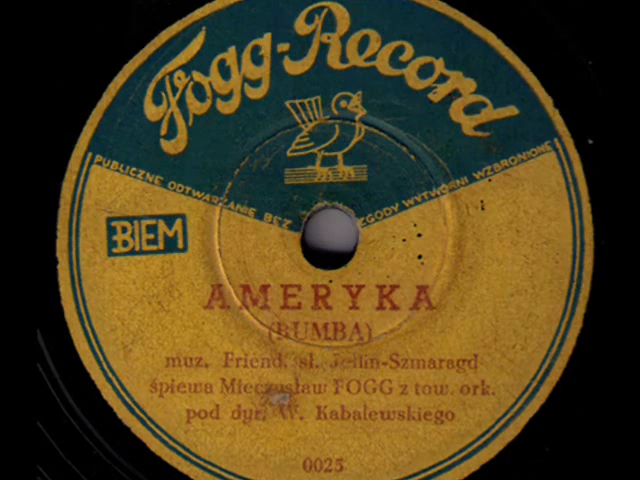 Fogg-Record
PUBLICZNE ODTWARZANIE BEZ ZGODY WYTWÓRNI WZBRONIONE
BIEM
AMERYKA
(RUMBA)
muz. Friend, sł. Jellin-Szmaragd
śpiewa Mieczysław FOGG z tow. ork.
pod dyr. W. Kabalewskiego
0025